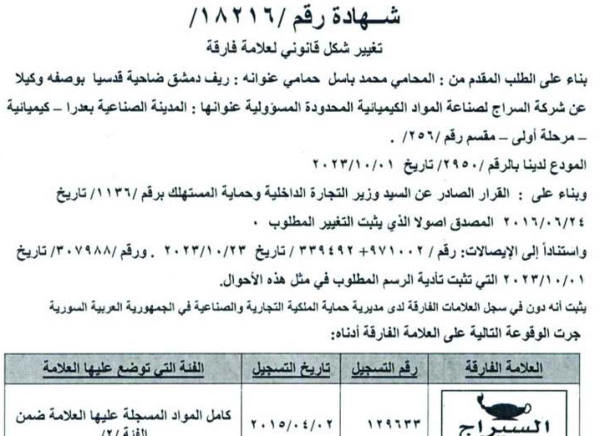 شهادة رقم /١٨٢١٦/
تغيير شكل قانوني لعلامة فارقة
بناء على الطلب المقدم من : المحامي محمد باسل حمامي عنوانه : ريف دمشق ضاحية قدسيا بوصفه وكيلا
عن شركة السراج لصناعة المواد الكيميائية المحدودة المسؤولية عنوانها : المدينة الصناعية بعدرا – كيميائية
– مرحلة أولى – مقسم رقم /٢٥٦/ .
المودع لدينا بالرقم /٢٩٥٠/ تاريخ ٢٠٢٣/١٠/٠١
وبناء على : القرار الصادر عن السيد وزير التجارة الداخلية وحماية المستهلك برقم /١١٣٦/ تاريخ
٢٠١٦/٠٦/٢٤ المصدق اصولا الذي يثبت التغيير المطلوب .
واستناداً إلى الإيصالات: رقم /٩٧١٠٠٢+ ٣٣٩٤٩٢ / تاريخ ٢٠٢٣/١٠/٢٣ . ورقم /٣٠٧٩٨٨/ تاريخ
٢٠٢٣/١٠/٠١ التي تثبت تأدية الرسم المطلوب في مثل هذه الأحوال.
يثبت أنه دون في سجل العلامات الفارقة لدى مديرية حماية الملكية التجارية والصناعية في الجمهورية العربية السورية
جرت الوقوعة التالية على العلامة الفارقة أدناه:
العلامة الفارقة رقم التسجيل تاريخ التسجيل الفئة التي توضع عليها العلامة
السراج ١٢٩٦٣٣ ٢٠١٥/٠٤/٠٢ كامل المواد المسجلة عليها العلامة ضمن
الفئة /٢/